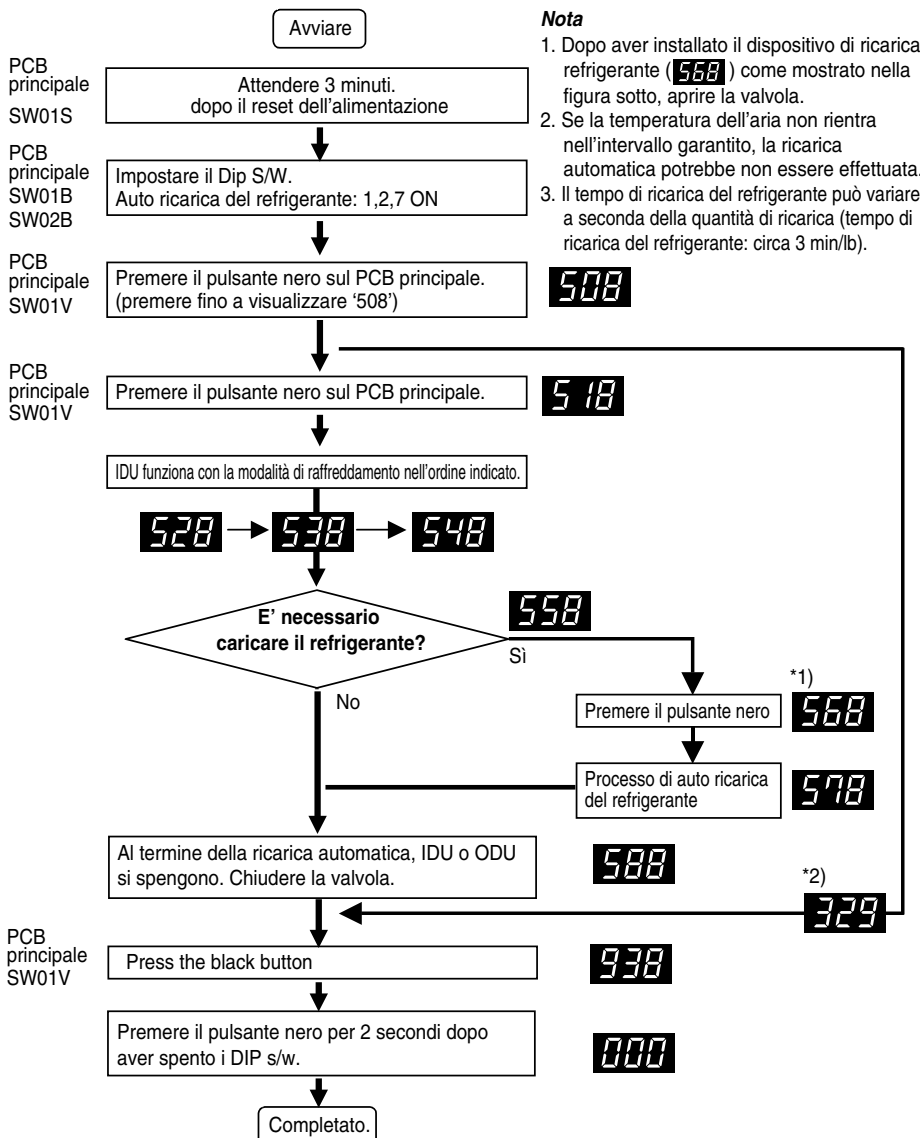 Avviare
PCB
principale
SW01S
Attendere 3 minuti.
dopo il reset dell'alimentazione
PCB
principale
SW01B
SW02B
Impostare il Dip S/W.
Auto ricarica del refrigerante: 1,2,7 ON
PCB
principale
SW01V
Premere il pulsante nero sul PCB principale.
(premere fino a visualizzare ‘508’)
508
PCB
principale
SW01V
Premere il pulsante nero sul PCB principale.
518
IDU funziona con la modalità di raffreddamento nell'ordine indicato.
528 538 548
E' necessario
caricare il refrigerante?
558
Sì
No
*1)
Premere il pulsante nero
568
Processo di auto ricarica
del refrigerante
578
Al termine della ricarica automatica, IDU o ODU
si spengono. Chiudere la valvola.
588
*2)
329
PCB
principale
SW01V
Press the black button
938
Premere il pulsante nero per 2 secondi dopo
aver spento i DIP s/w.
000
Completato.
Nota
1. Dopo aver installato il dispositivo di ricarica
refrigerante ( 568 ) come mostrato nella
figura sotto, aprire la valvola.
2. Se la temperatura dell'aria non rientra
nell'intervallo garantito, la ricarica
automatica potrebbe non essere effettuata.
3. Il tempo di ricarica del refrigerante può variare
a seconda della quantità di ricarica (tempo di
ricarica del refrigerante: circa 3 min/lb).